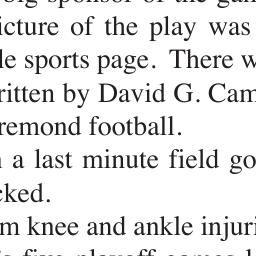 big sponsor of the gam
icture of the play was
le sports page. There w
ritten by David G. Cam
remond football.
a last minute field go
cked.
m knee and ankle injuri
's five playoff games l